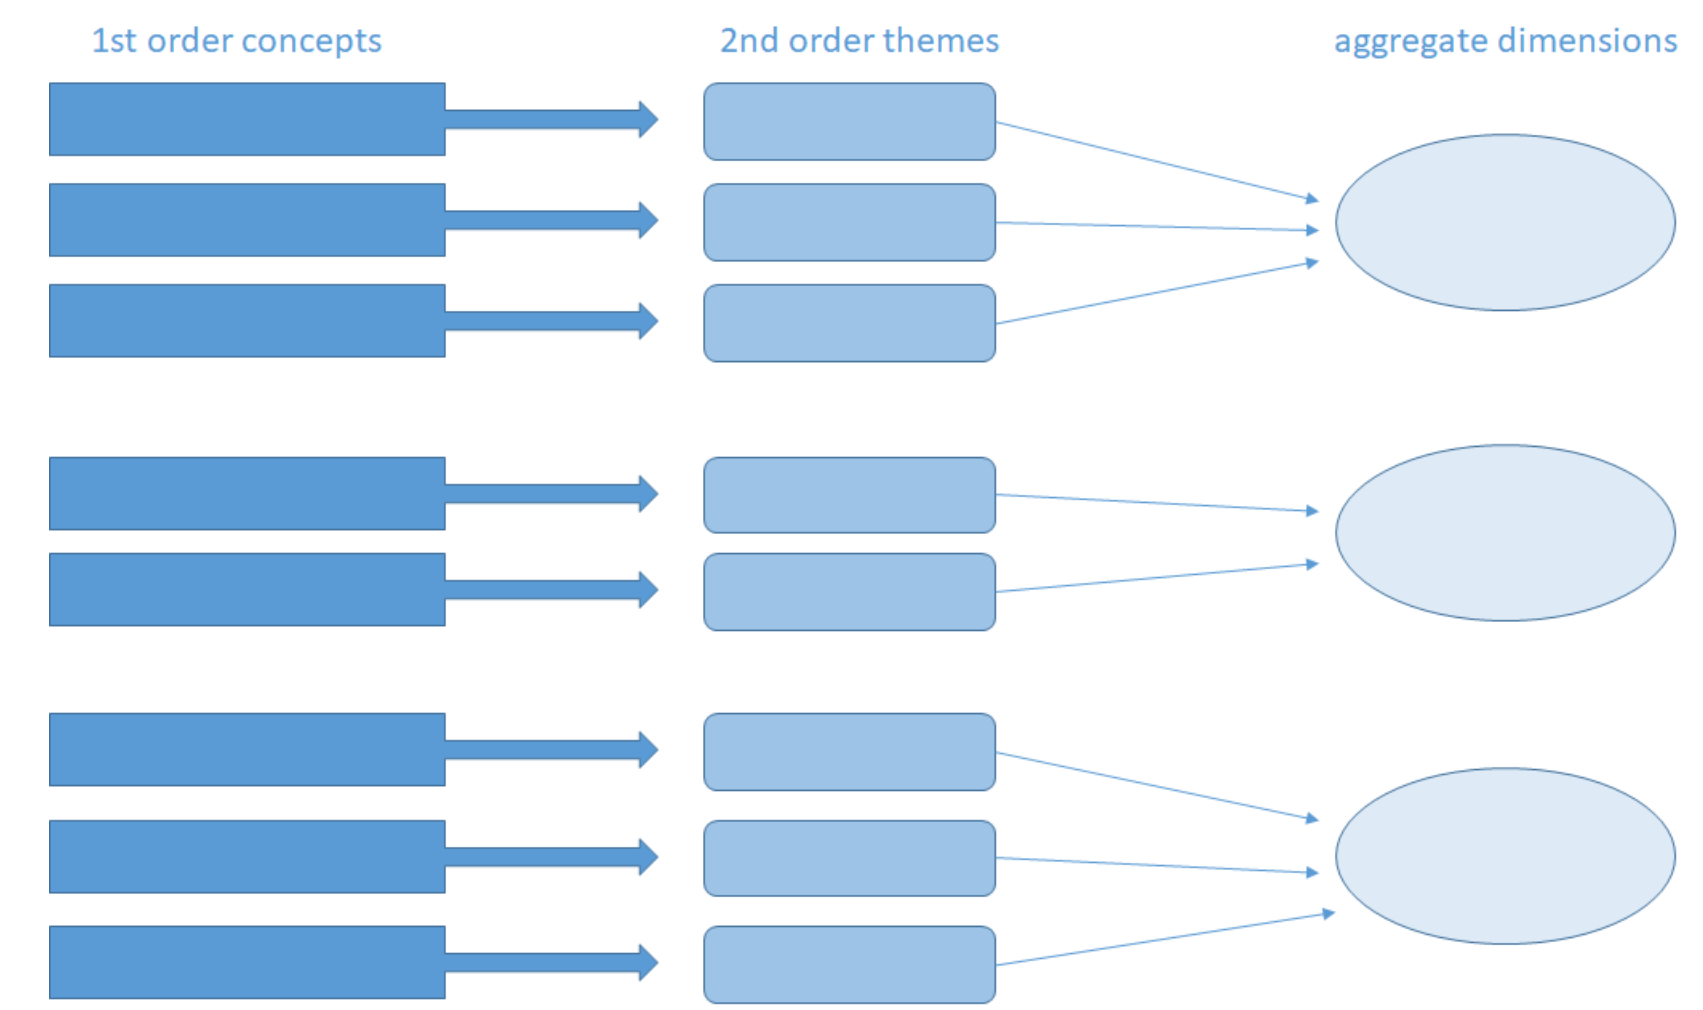 1st order concepts
2nd order themes
aggregate dimensions